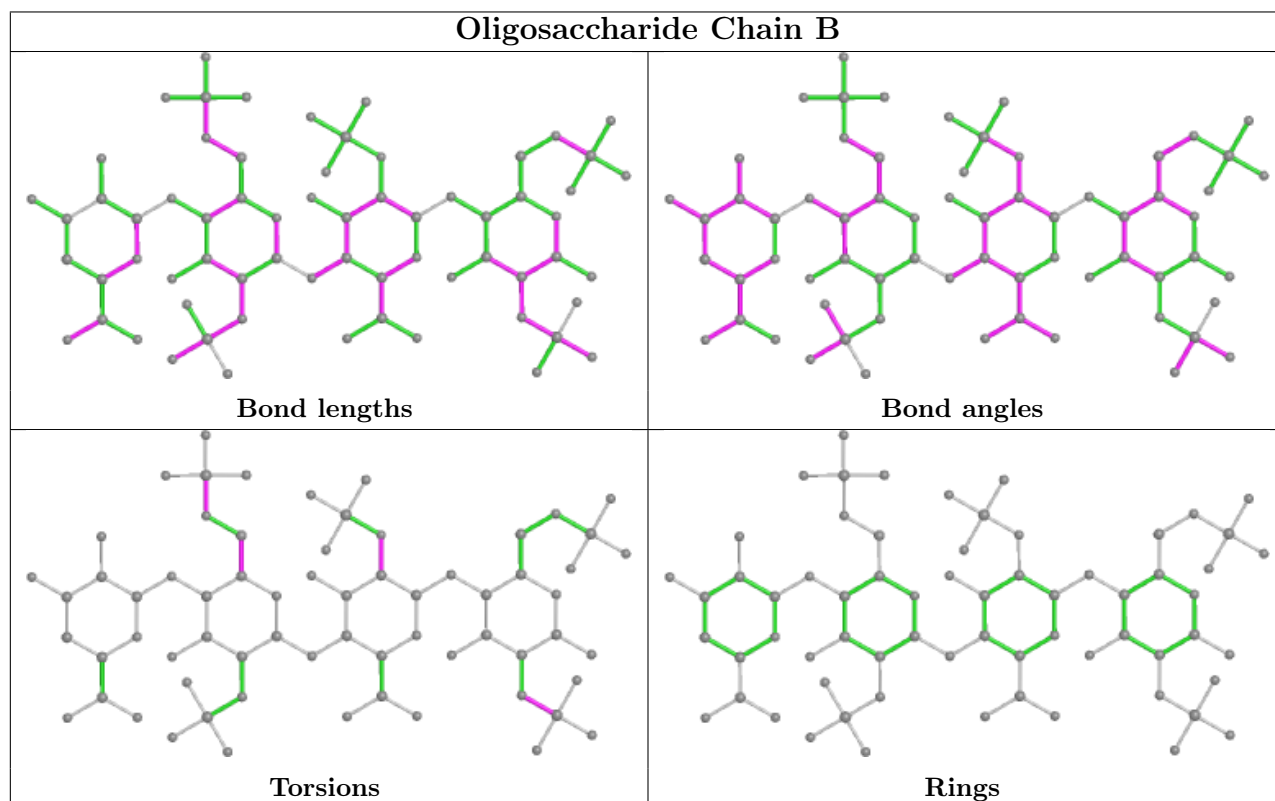 Oligosaccharide Chain B
Bond lengths
Bond angles
Torsions
Rings